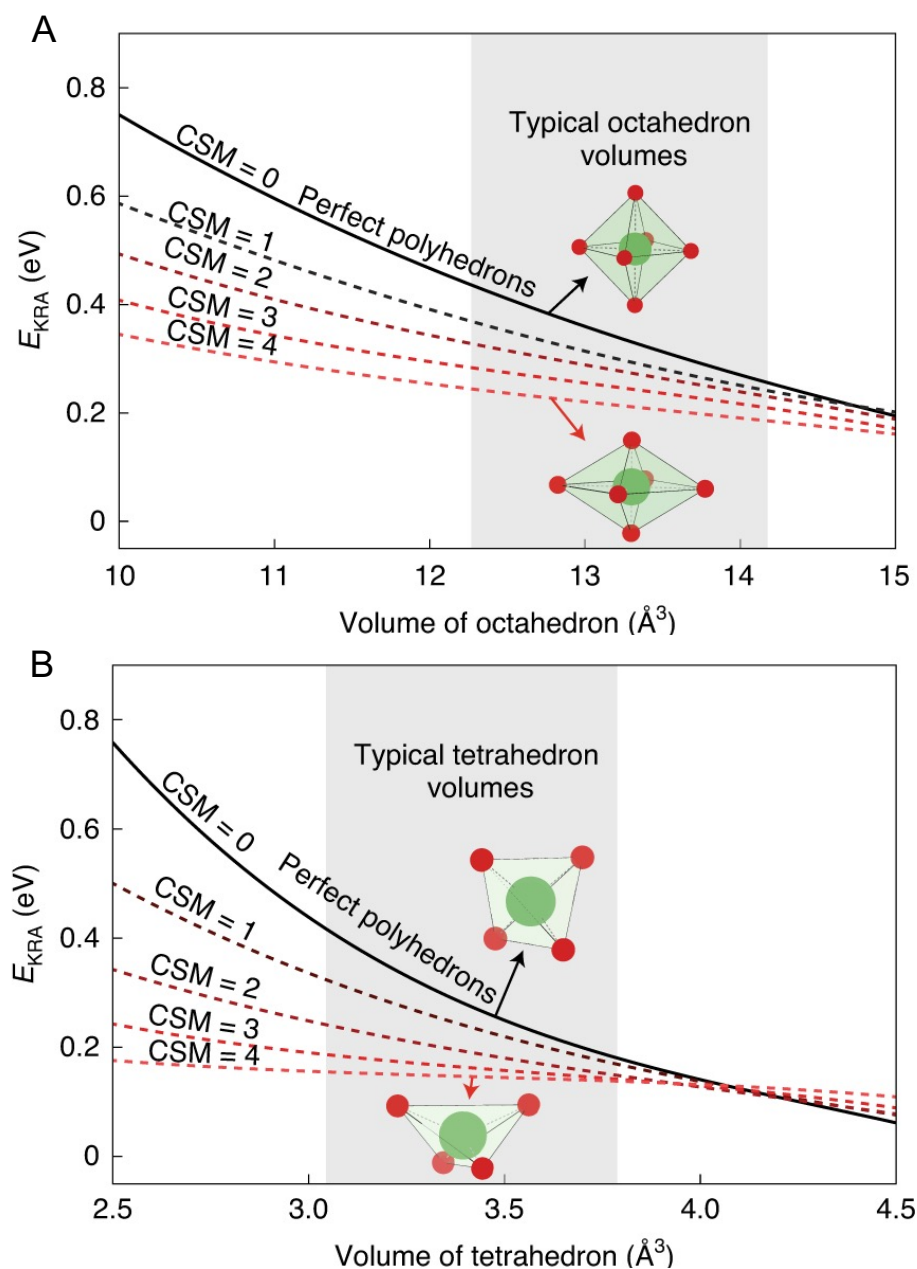 A
0.8
0.6
0.4
0.2
0
E_KRA (eV)
CSM = 0 Perfect polyhedrons
CSM = 1
CSM = 2
CSM = 3
CSM = 4
Typical octahedron
volumes
10 11 12 13 14 15
Volume of octahedron (Å³)
B
0.8
0.6
0.4
0.2
0
E_KRA (eV)
CSM = 0 Perfect polyhedrons
CSM = 1
CSM = 2
CSM = 3
CSM = 4
Typical tetrahedron
volumes
2.5 3.0 3.5 4.0 4.5
Volume of tetrahedron (Å³)